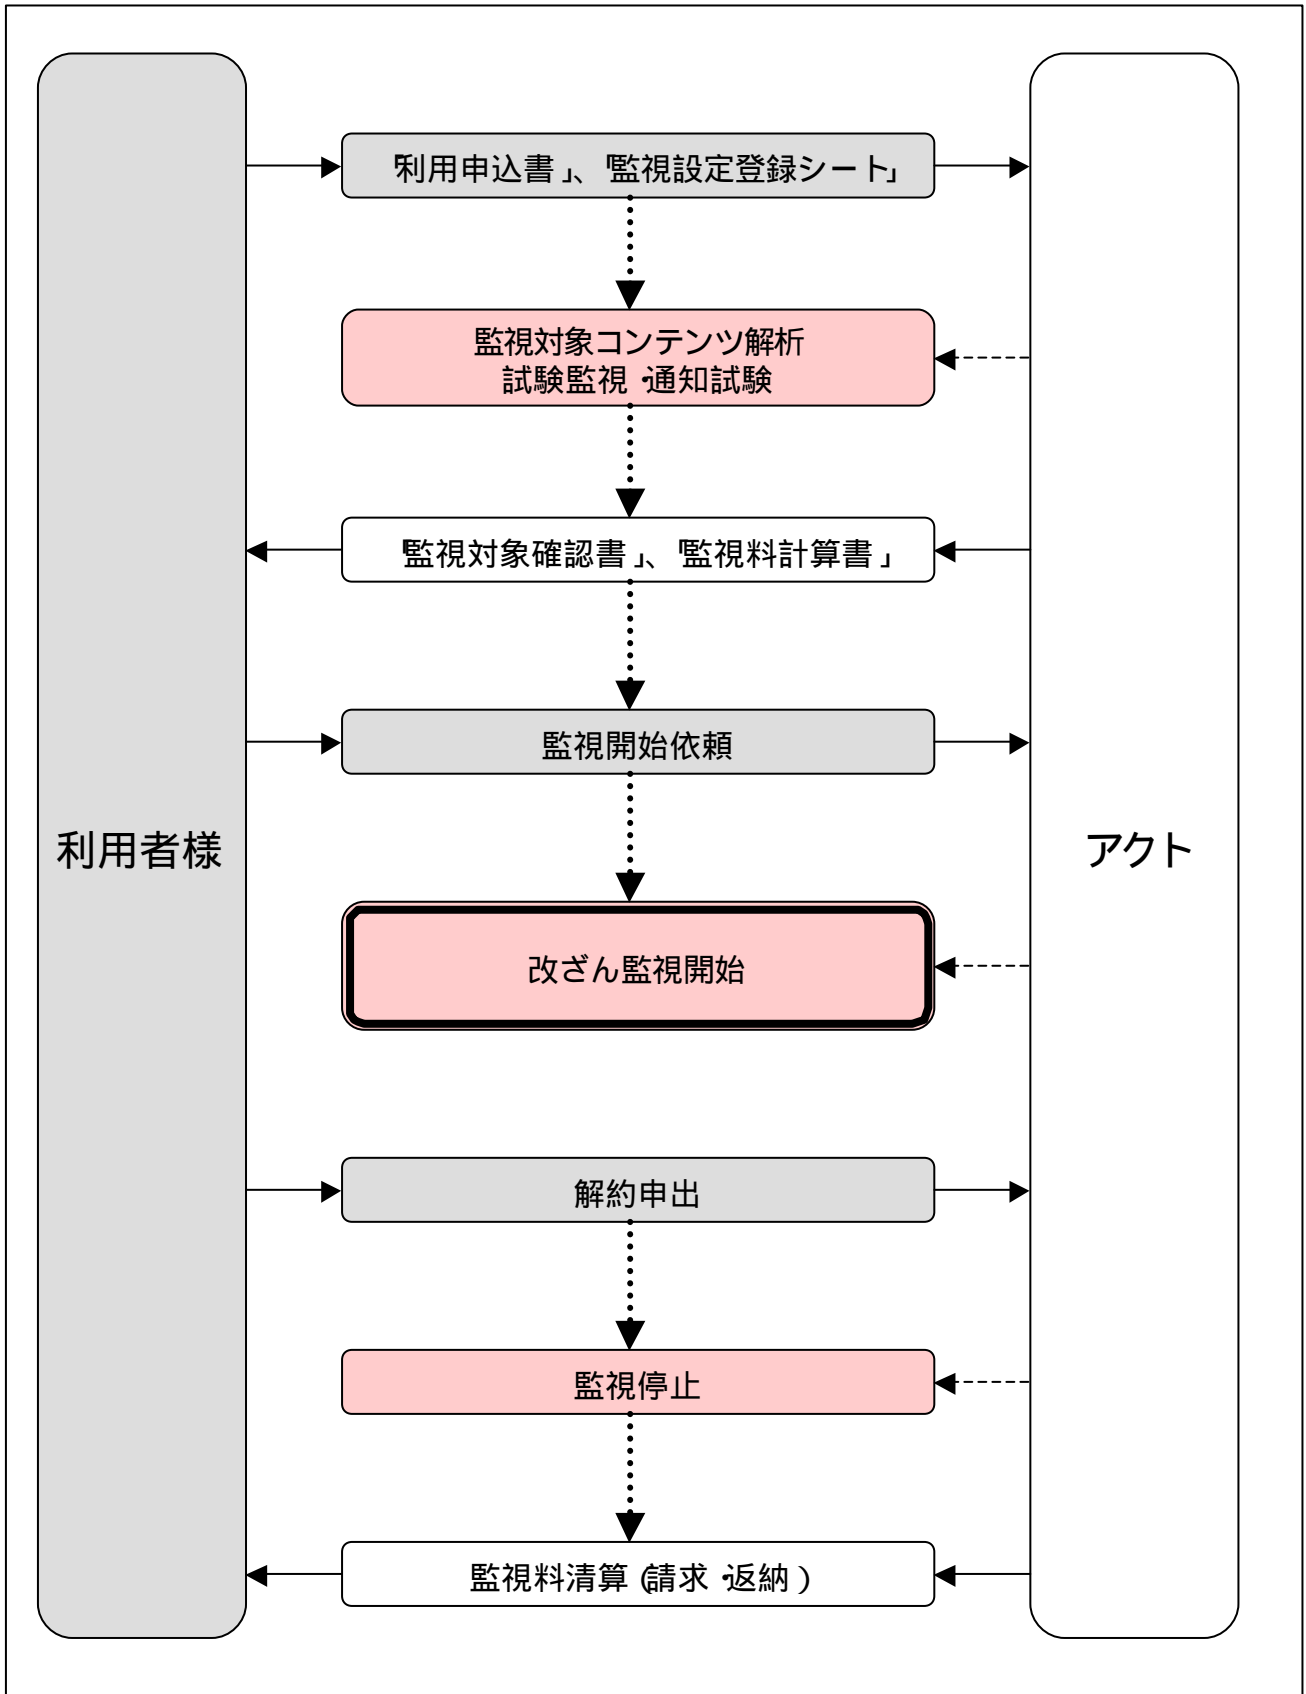 「利用申込書」、「監視設定登録シート」
監視対象コンテンツ解析
試験監視・通知試験
「監視対象確認書」、「監視料計算書」
監視開始依頼
利用者様
アクト
改ざん監視開始
解約申出
監視停止
監視料清算(請求・返納)